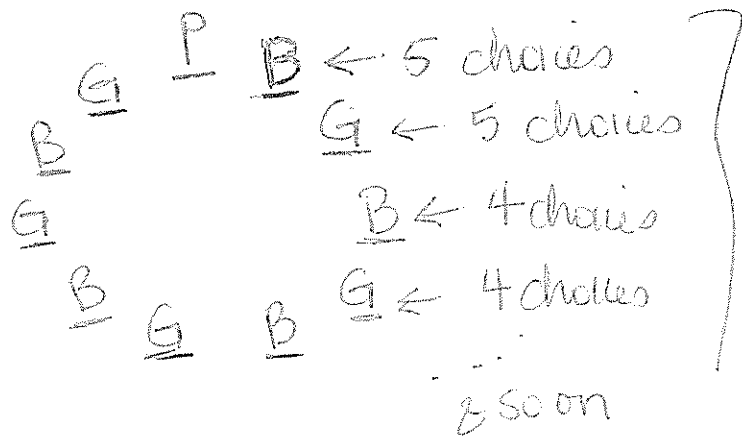 P
G B ← 5 choices
B G ← 5 choices
G B ← 4 choices
B G ← 4 choices
G B
. . . .
& so on